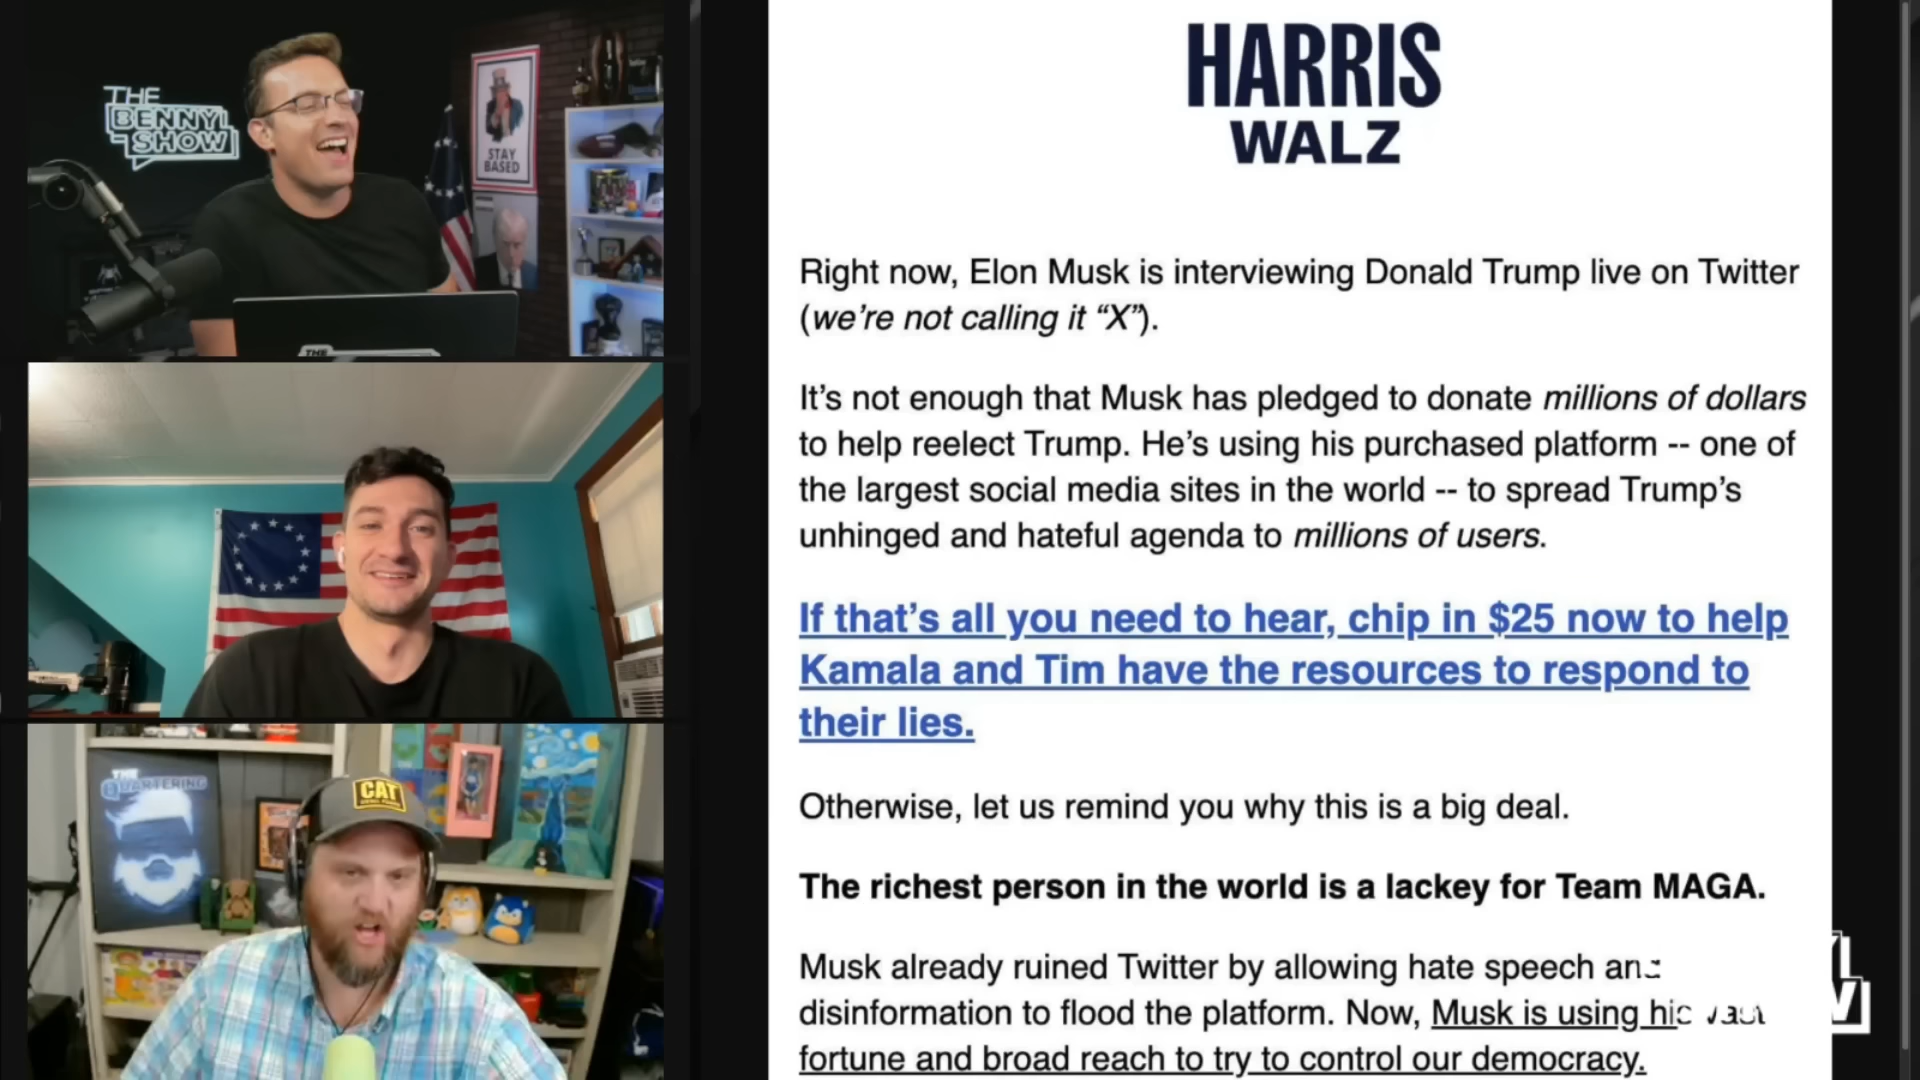 THE
BENNY
SHOW
STAY
BASED
THE
THE
QUARTERING
CAT
HARRIS
WALZ
Right now, Elon Musk is interviewing Donald Trump live on Twitter
(we’re not calling it “X”).
It’s not enough that Musk has pledged to donate millions of dollars
to help reelect Trump. He’s using his purchased platform -- one of
the largest social media sites in the world -- to spread Trump’s
unhinged and hateful agenda to millions of users.
If that’s all you need to hear, chip in $25 now to help
Kamala and Tim have the resources to respond to
their lies.
Otherwise, let us remind you why this is a big deal.
The richest person in the world is a lackey for Team MAGA.
Musk already ruined Twitter by allowing hate speech and
disinformation to flood the platform. Now, Musk is using his vast
fortune and broad reach to try to control our democracy.